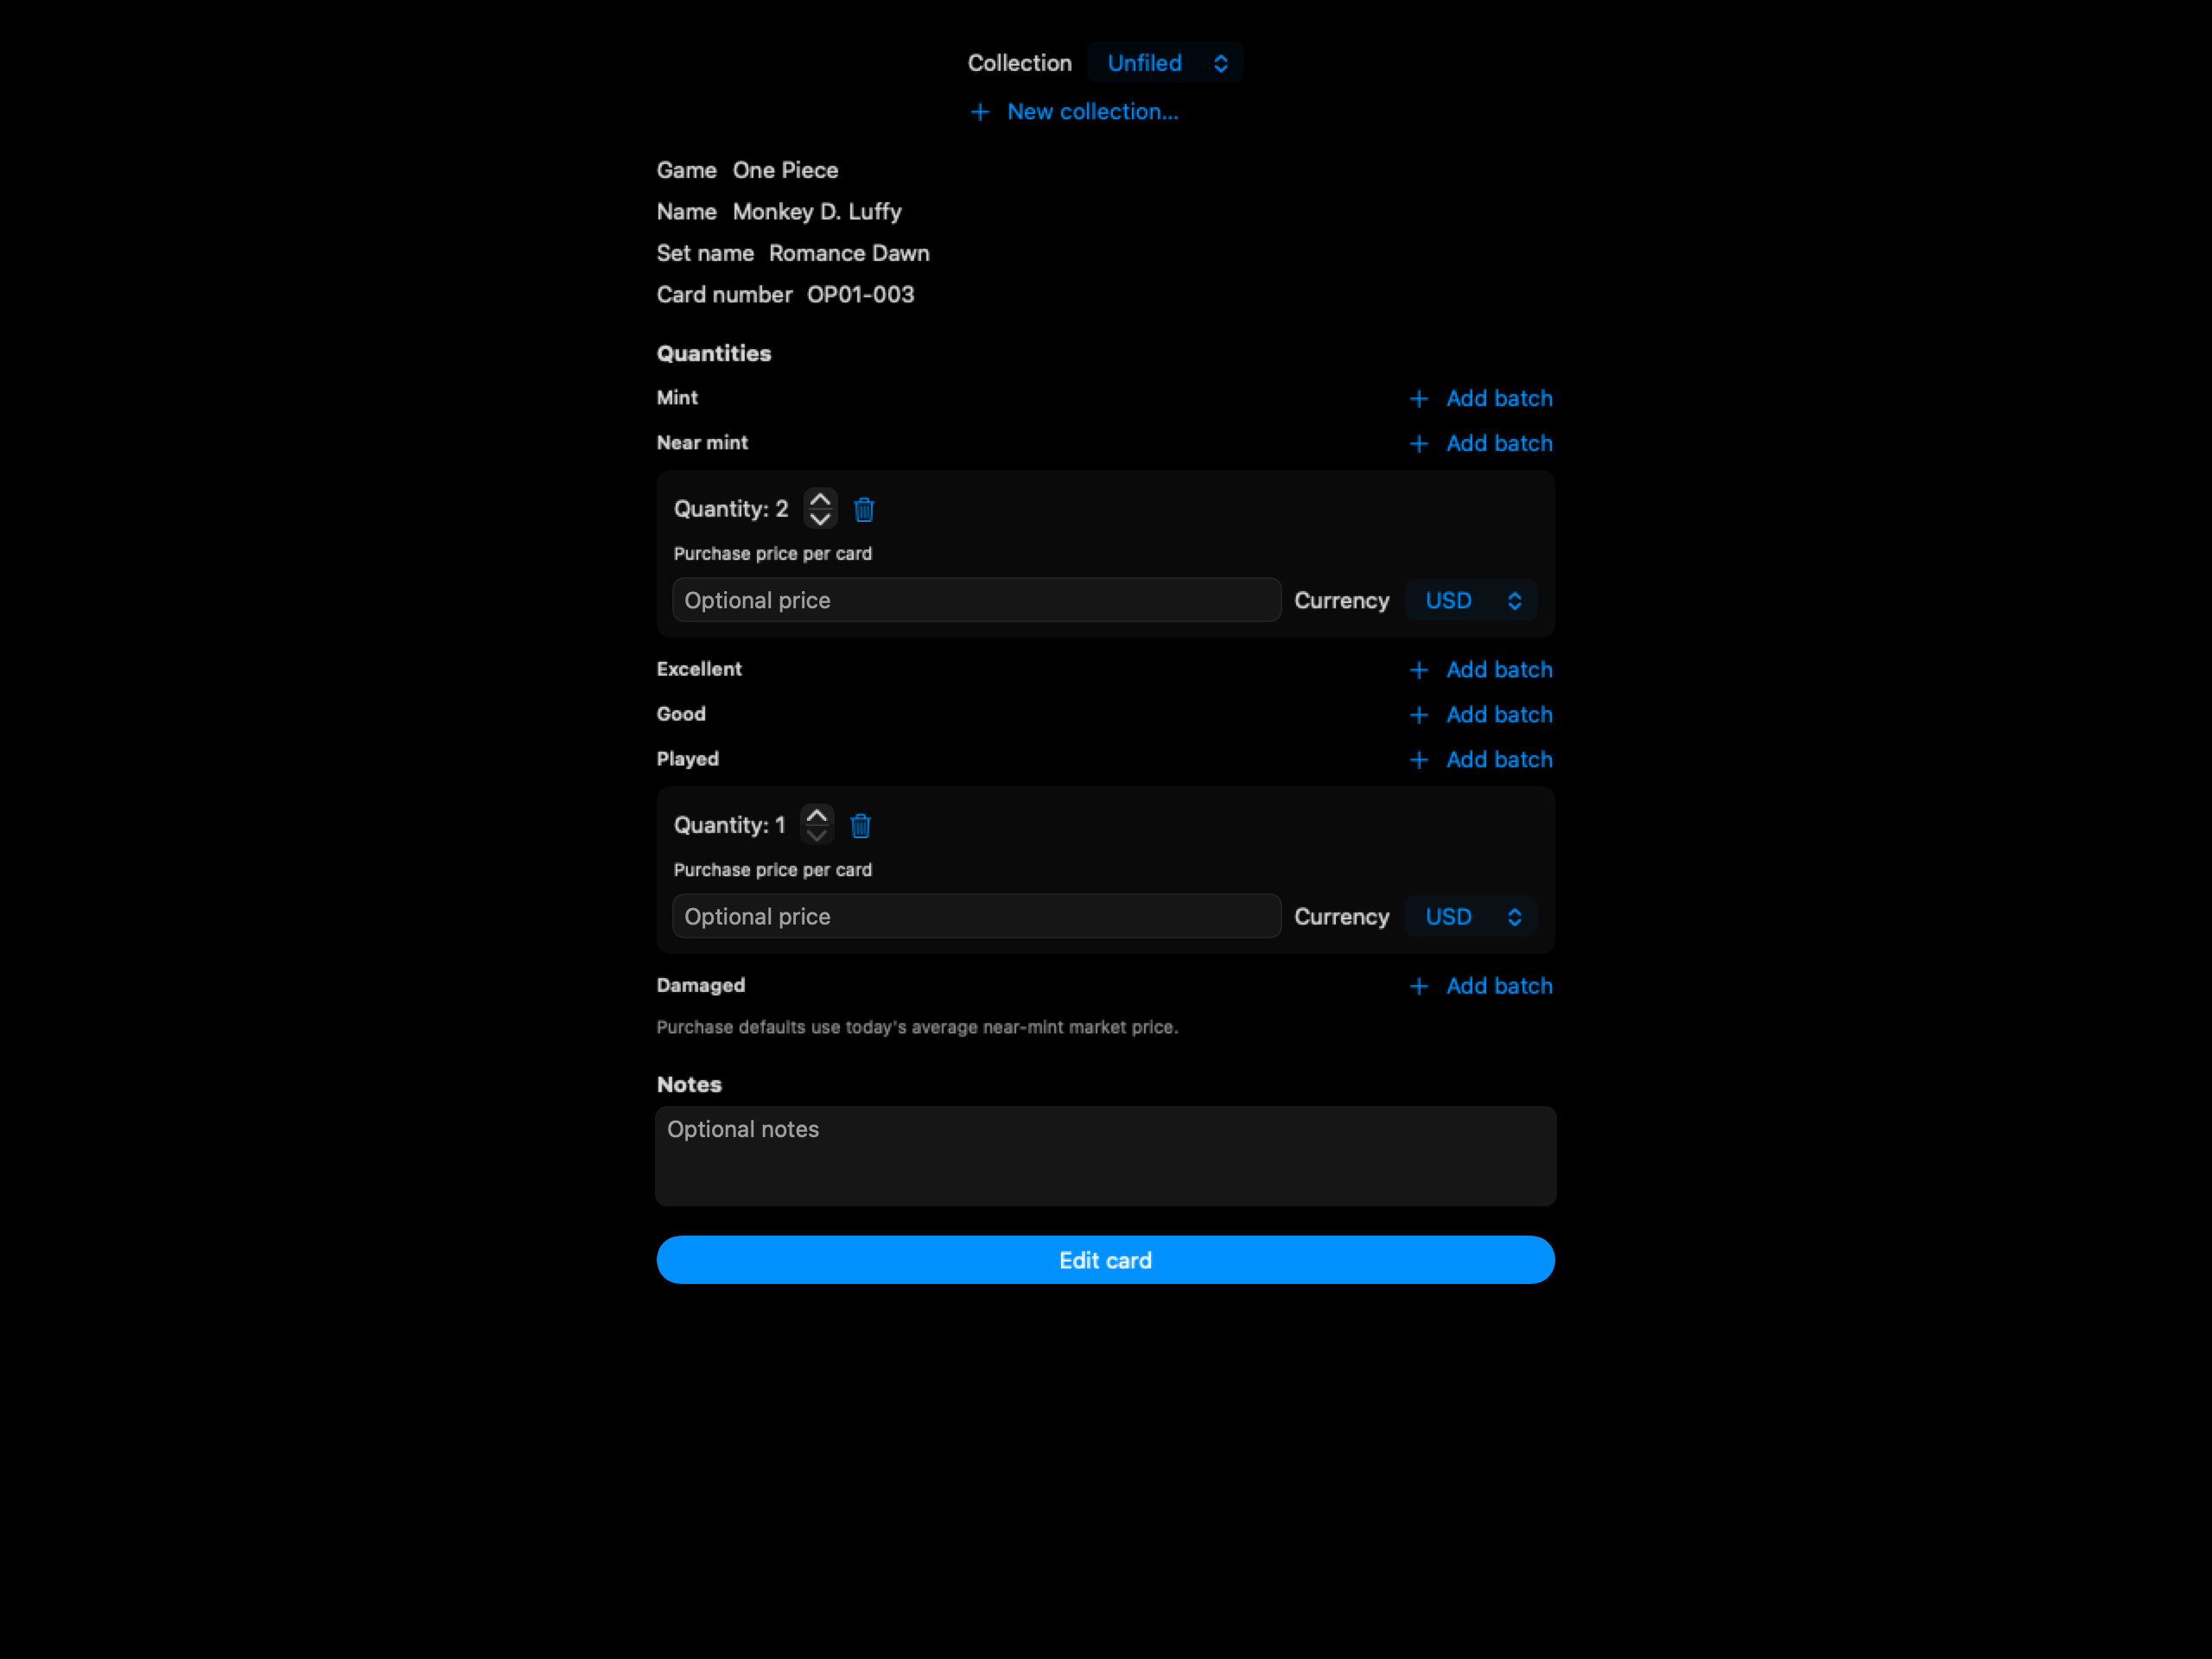 Collection Unfiled
New collection...
Game One Piece
Name Monkey D. Luffy
Set name Romance Dawn
Card number OP01-003
Quantities
Mint Add batch
Near mint Add batch
Quantity: 2
Purchase price per card
Optional price Currency USD
Excellent Add batch
Good Add batch
Played Add batch
Quantity: 1
Purchase price per card
Optional price Currency USD
Damaged Add batch
Purchase defaults use today's average near-mint market price.
Notes
Optional notes
Edit card